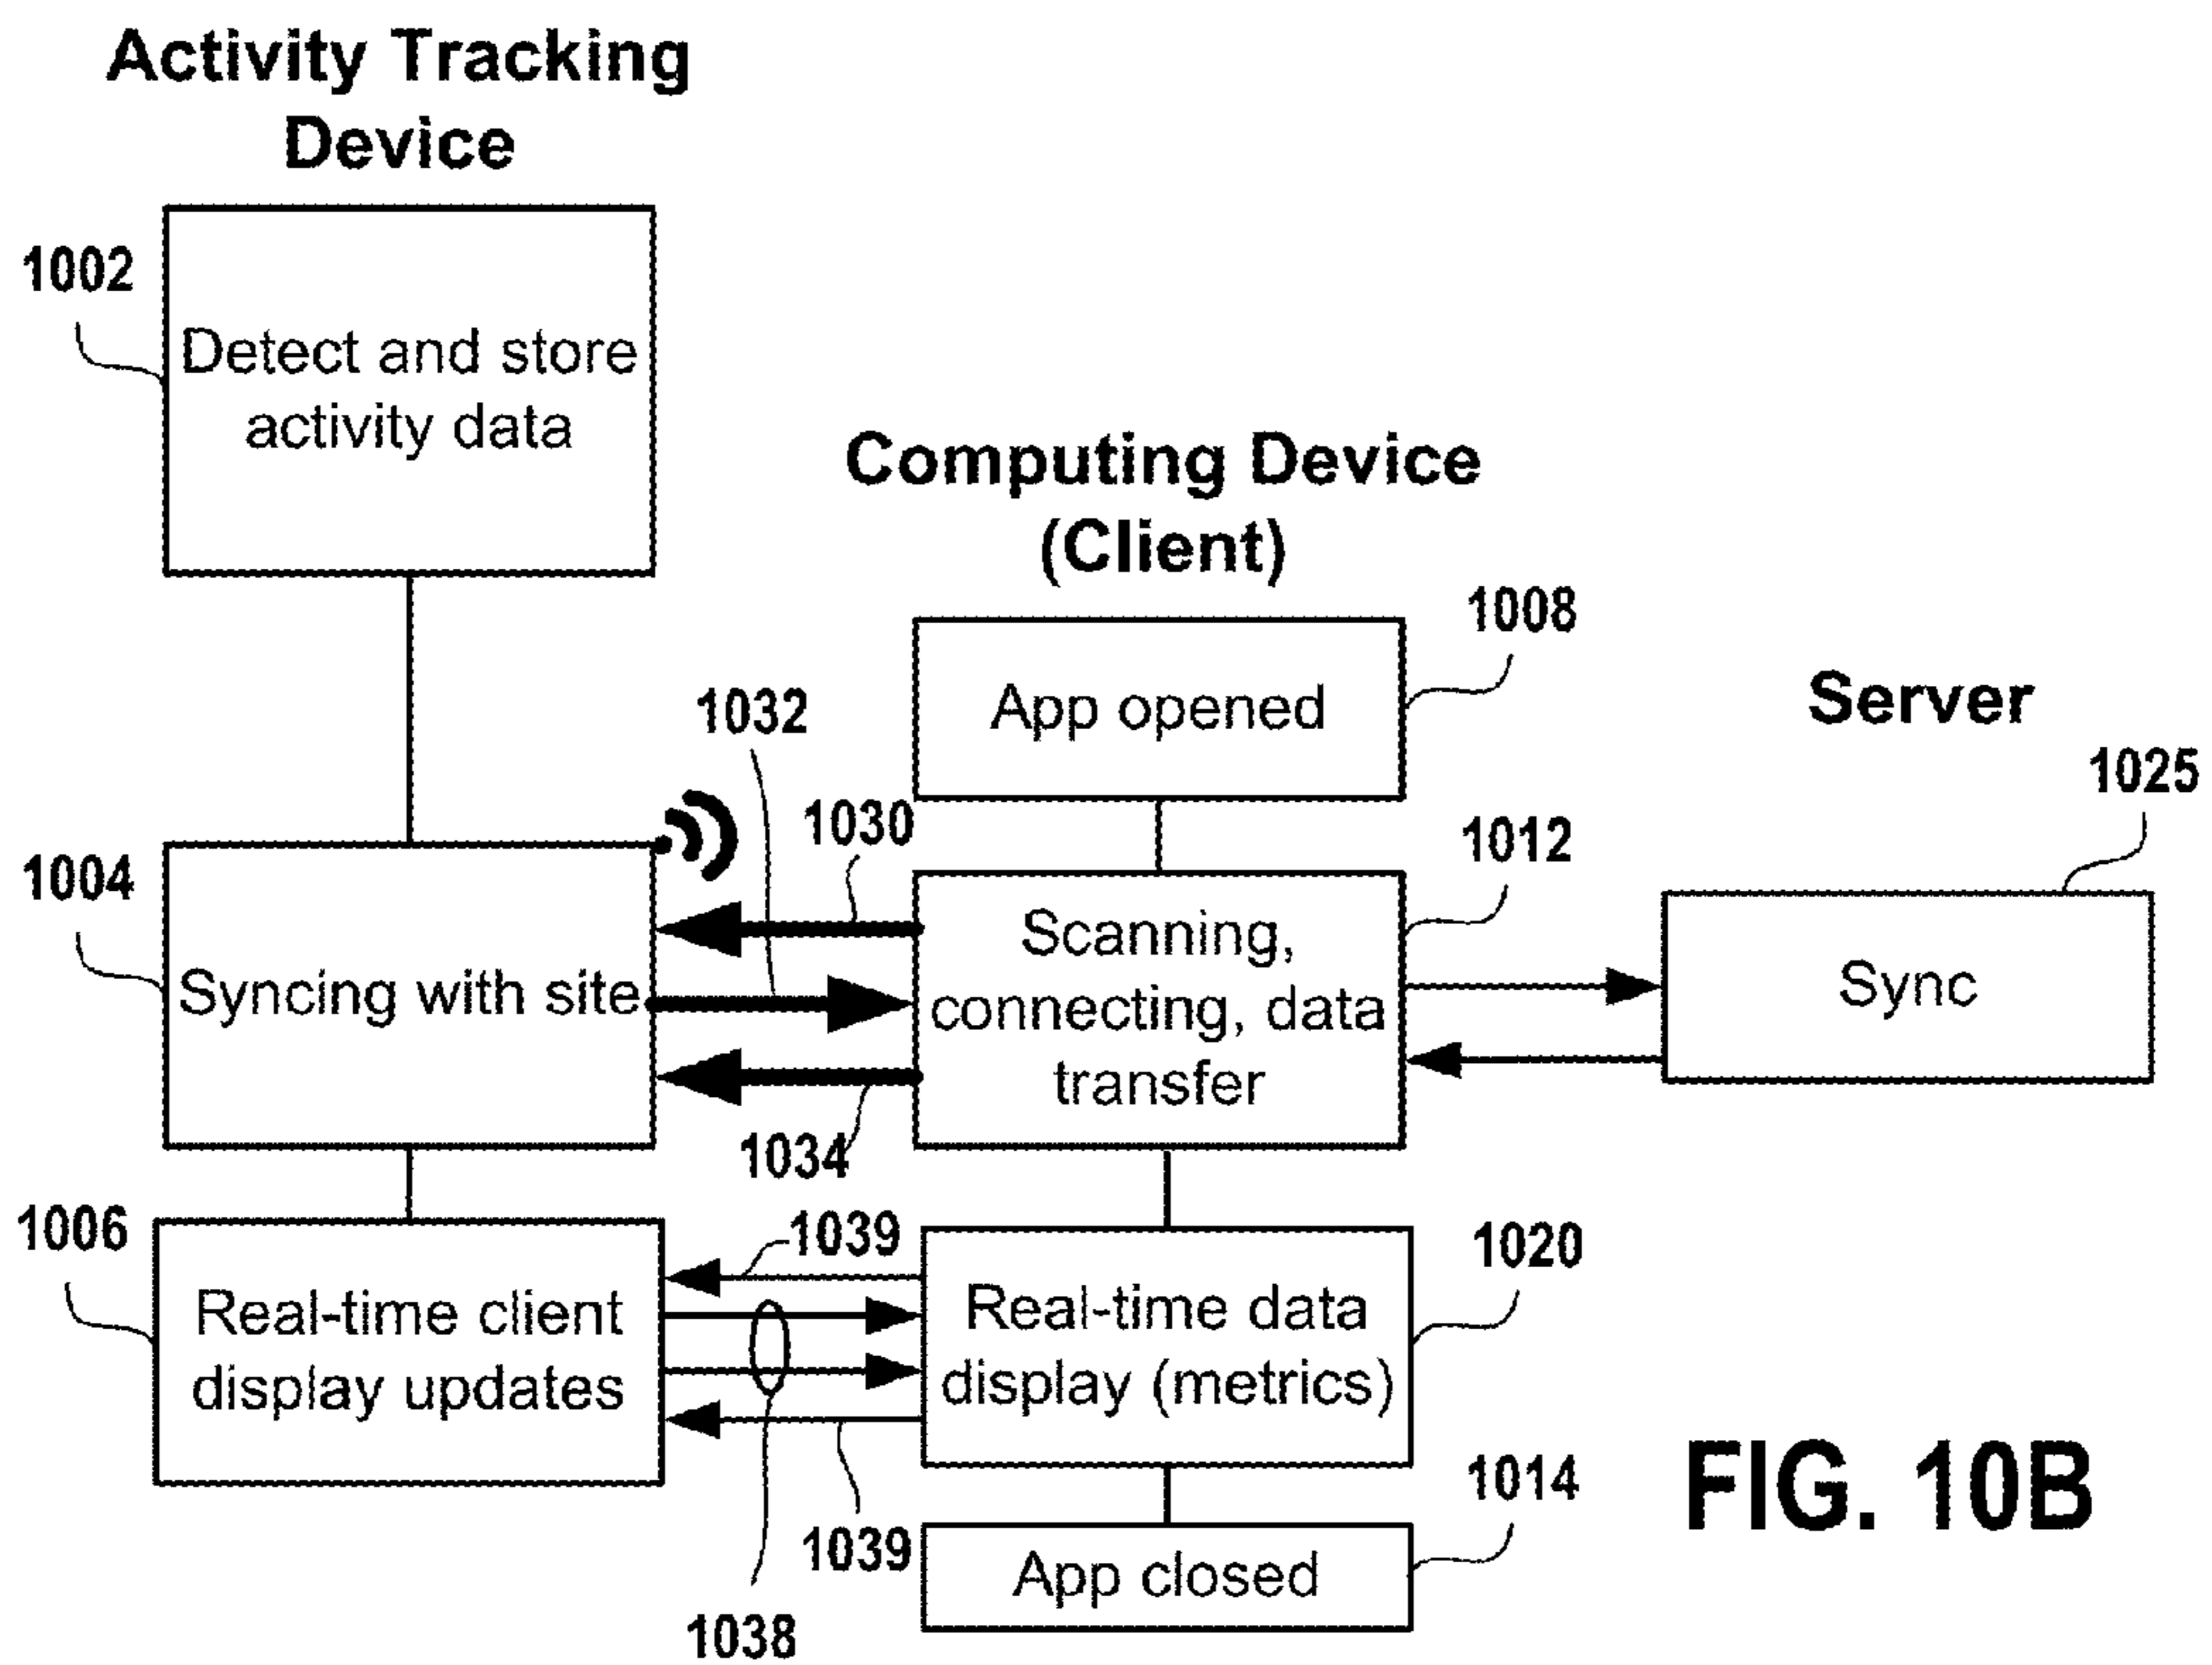 Activity Tracking
Device
1002
Detect and store
activity data
Computing Device
(Client)
1008
App opened
Server
1025
1032
1030
1012
1004
Syncing with site
Scanning,
connecting, data
transfer
Sync
1034
1006
1039
1020
Real-time client
display updates
Real-time data
display (metrics)
1014
1039
App closed
1038
FIG. 10B